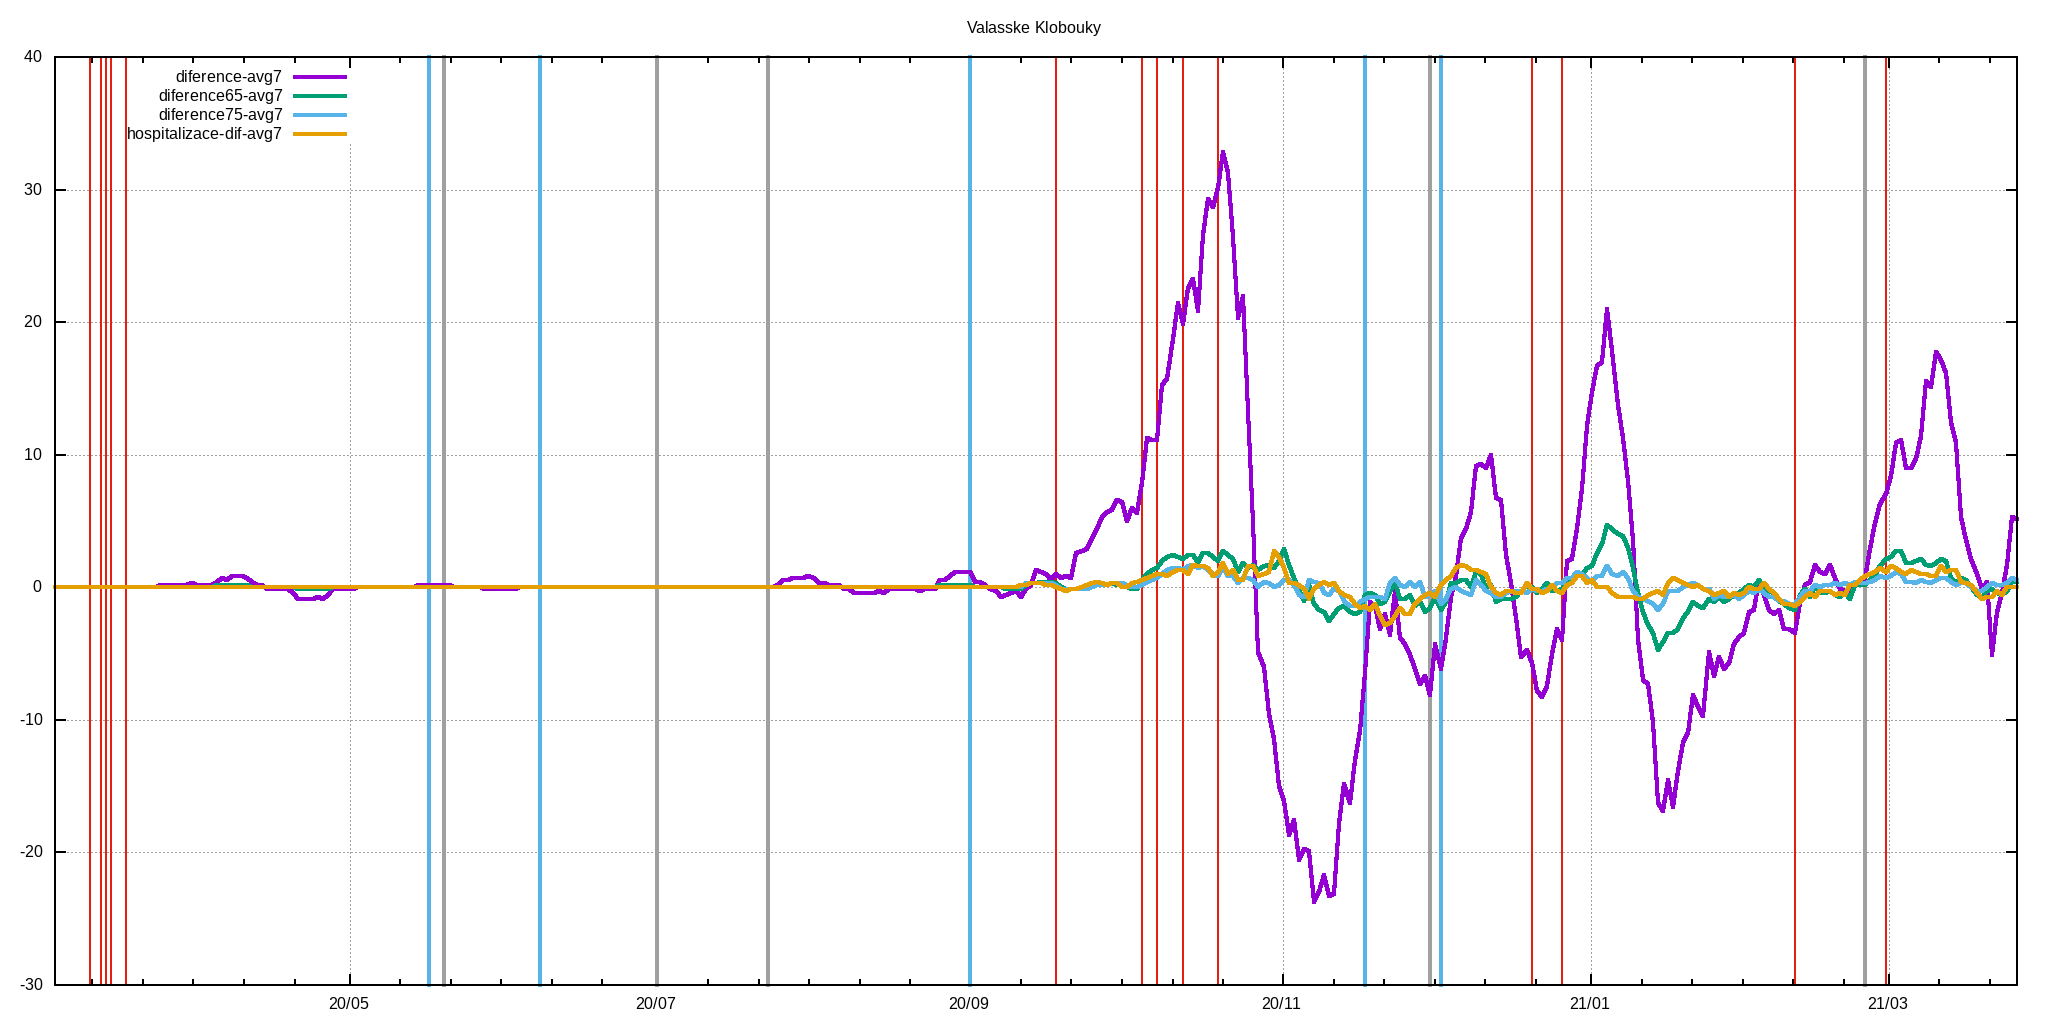 Valasske Klobouky
diference-avg7
diference65-avg7
diference75-avg7
hospitalizace-dif-avg7
40
30
20
10
0
-10
-20
-30
20/05 20/07 20/09 20/11 21/01 21/03